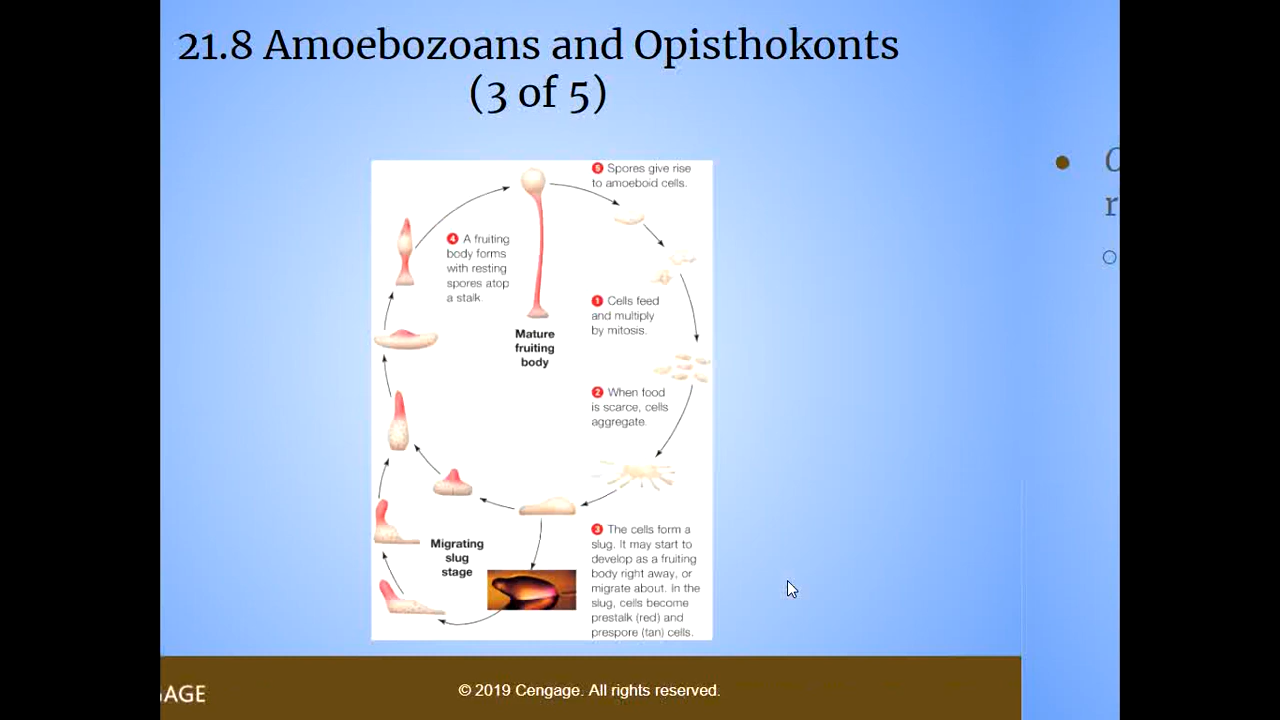 21.8 Amoebozoans and Opisthokonts
(3 of 5)
5 Spores give rise
to amoeboid cells.
4 A fruiting
body forms
with resting
spores atop
a stalk.
Mature
fruiting
body
1 Cells feed
and multiply
by mitosis.
2 When food
is scarce, cells
aggregate.
3 The cells form a
slug. It may start to
develop as a fruiting
body right away, or
migrate about. In the
slug, cells become
prestalk (red) and
prespore (tan) cells.
Migrating
slug
stage
GAGE
© 2019 Cengage. All rights reserved.